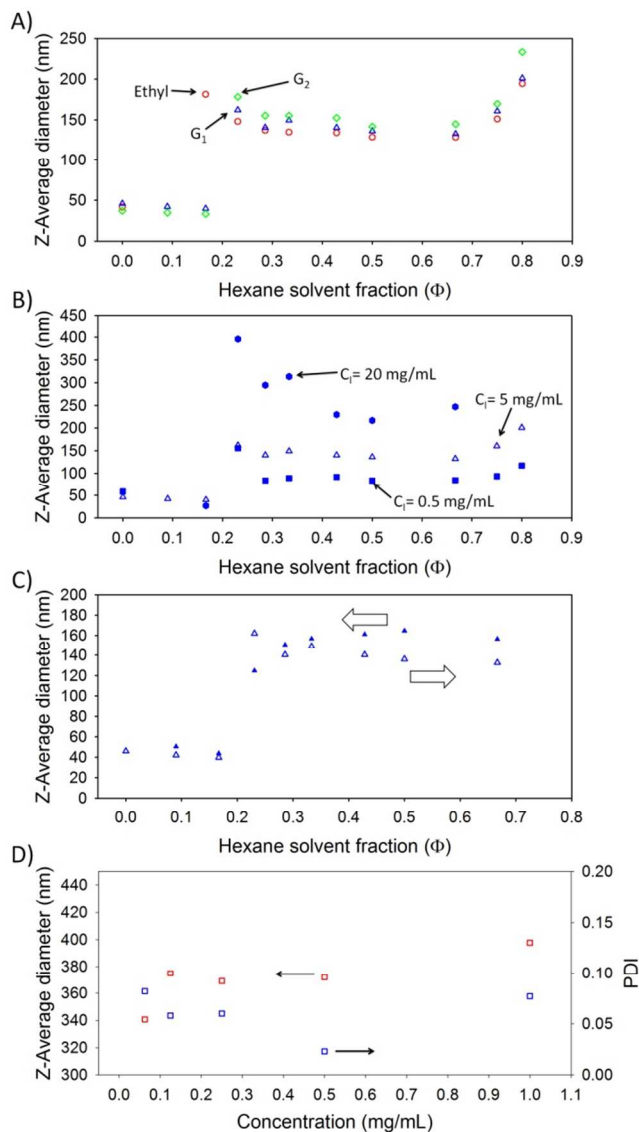 A)
Z-Average diameter (nm)
250
200
150
100
50
0
Ethyl
G2
G1
0.0 0.1 0.2 0.3 0.4 0.5 0.6 0.7 0.8 0.9
Hexane solvent fraction (Φ)
B)
Z-Average diameter (nm)
450
400
350
300
250
200
150
100
50
0
CI= 20 mg/mL
CI= 5 mg/mL
CI= 0.5 mg/mL
0.0 0.1 0.2 0.3 0.4 0.5 0.6 0.7 0.8 0.9
Hexane solvent fraction (Φ)
C)
Z-Average diameter (nm)
200
180
160
140
120
100
80
60
40
20
0
0.0 0.1 0.2 0.3 0.4 0.5 0.6 0.7 0.8
Hexane solvent fraction (Φ)
D)
Z-Average diameter (nm)
440
420
400
380
360
340
320
300
0.20
0.15
0.10
0.05
0.00
PDI
0.0 0.1 0.2 0.3 0.4 0.5 0.6 0.7 0.8 0.9 1.0 1.1
Concentration (mg/mL)